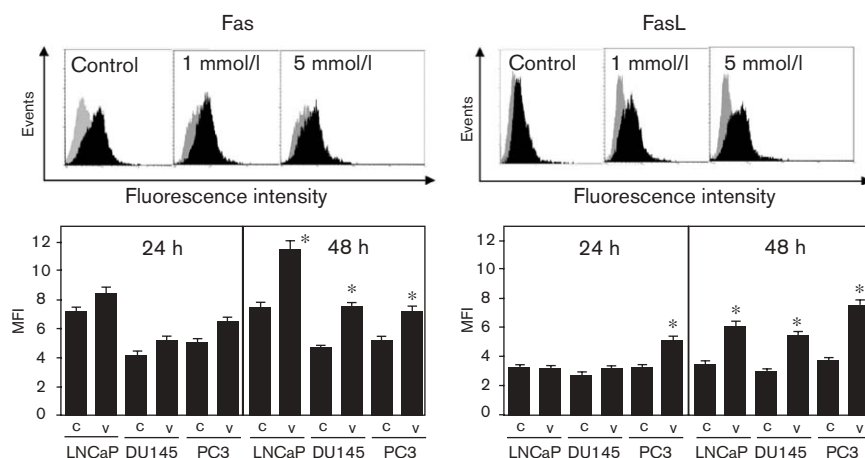 Fas
Control 1 mmol/l 5 mmol/l
Events
Fluorescence intensity
FasL
Control 1 mmol/l 5 mmol/l
Events
Fluorescence intensity
12
10
8
6
4
2
0
MFI
24 h 48 h
* * *
c v c v c v c v c v c v
LNCaP DU145 PC3 LNCaP DU145 PC3
12
10
8
6
4
2
0
MFI
24 h 48 h
* * * *
c v c v c v c v c v c v
LNCaP DU145 PC3 LNCaP DU145 PC3